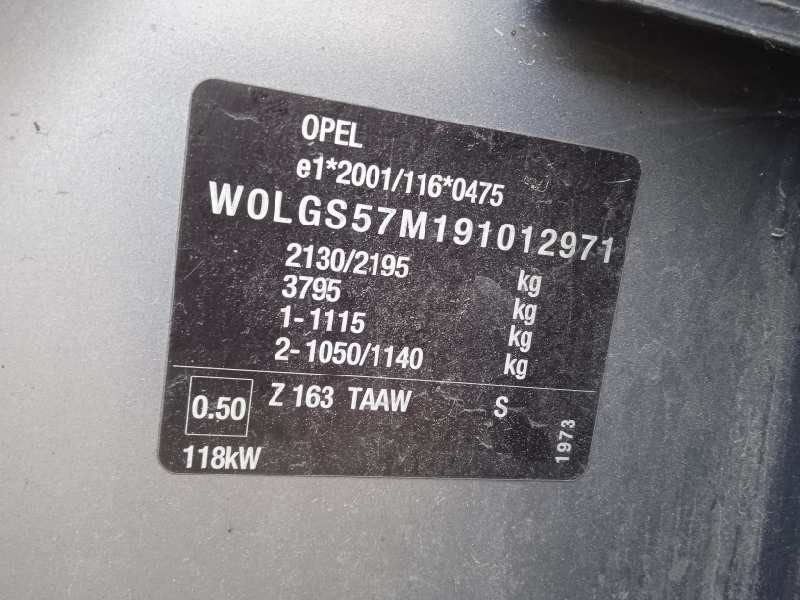 OPEL
e1*2001/116*0475
W0LGS57M191012971
2130/2195 kg
3795 kg
1-1115 kg
2-1050/1140 kg
0.50 Z 163 TAAW S
118kW
1973